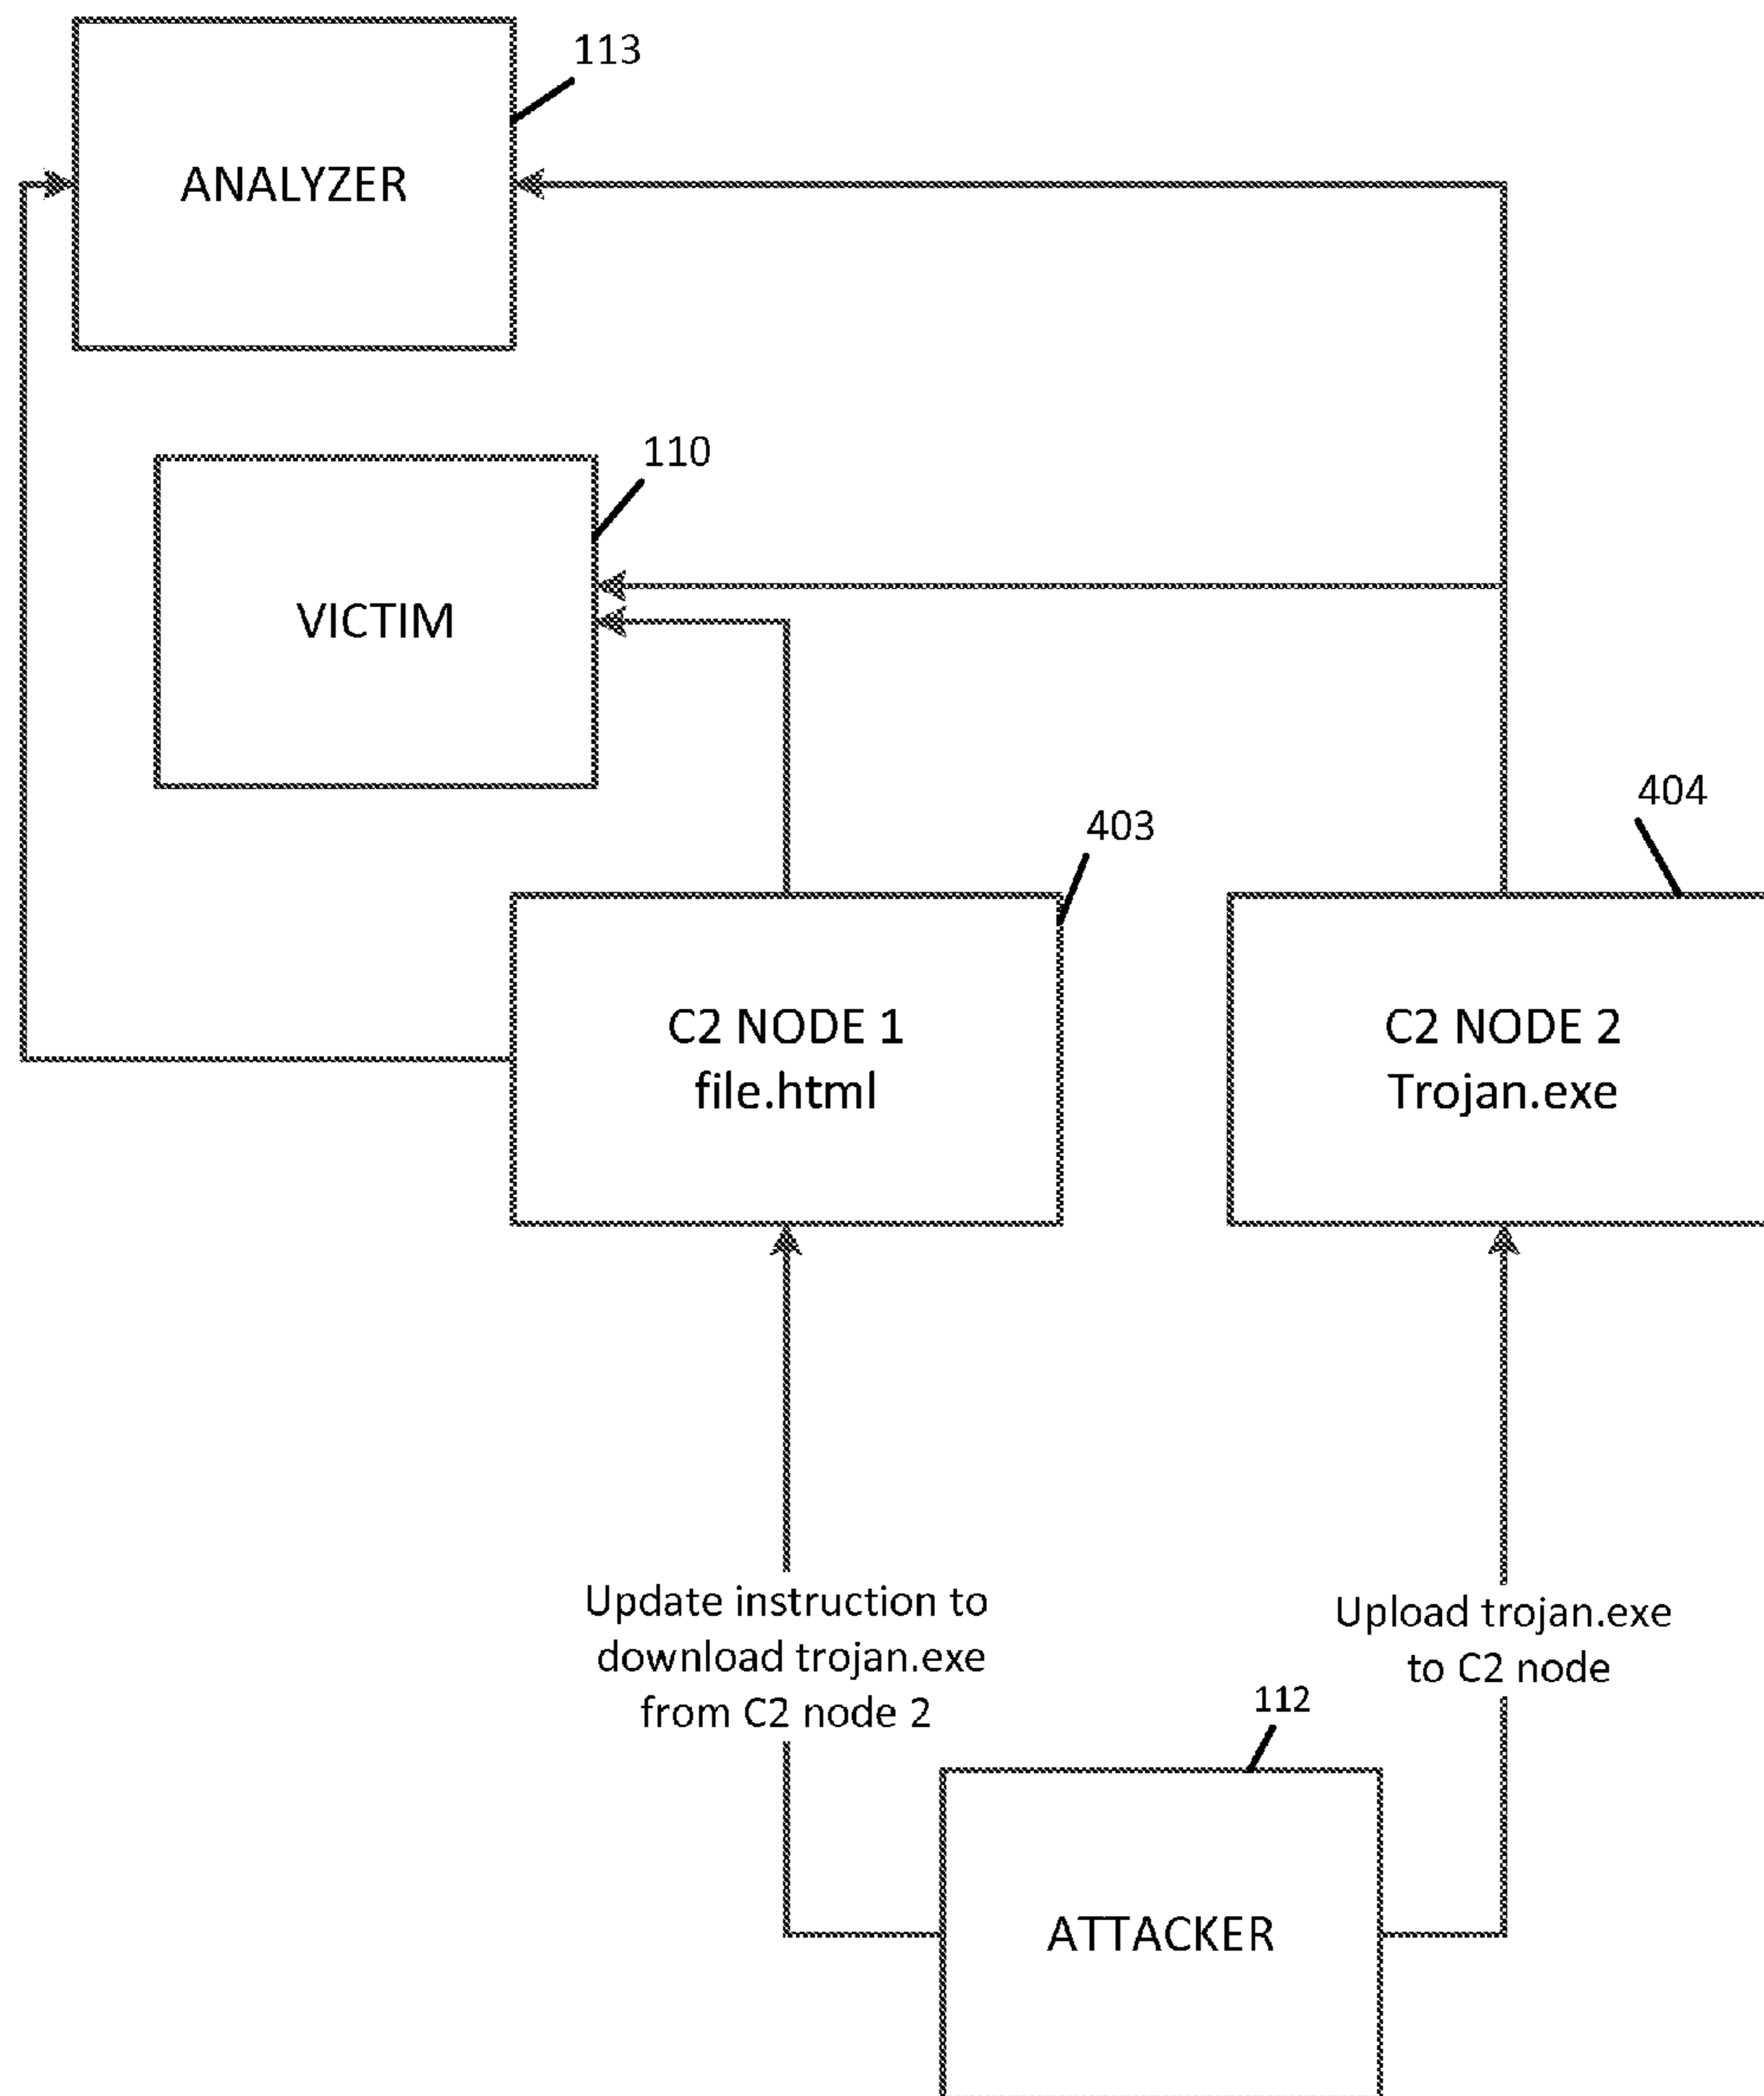 113
ANALYZER
110
VICTIM
404
403
C2 NODE 1
file.html
C2 NODE 2
Trojan.exe
Update instruction to
download trojan.exe
from C2 node 2
Upload trojan.exe
to C2 node
112
ATTACKER